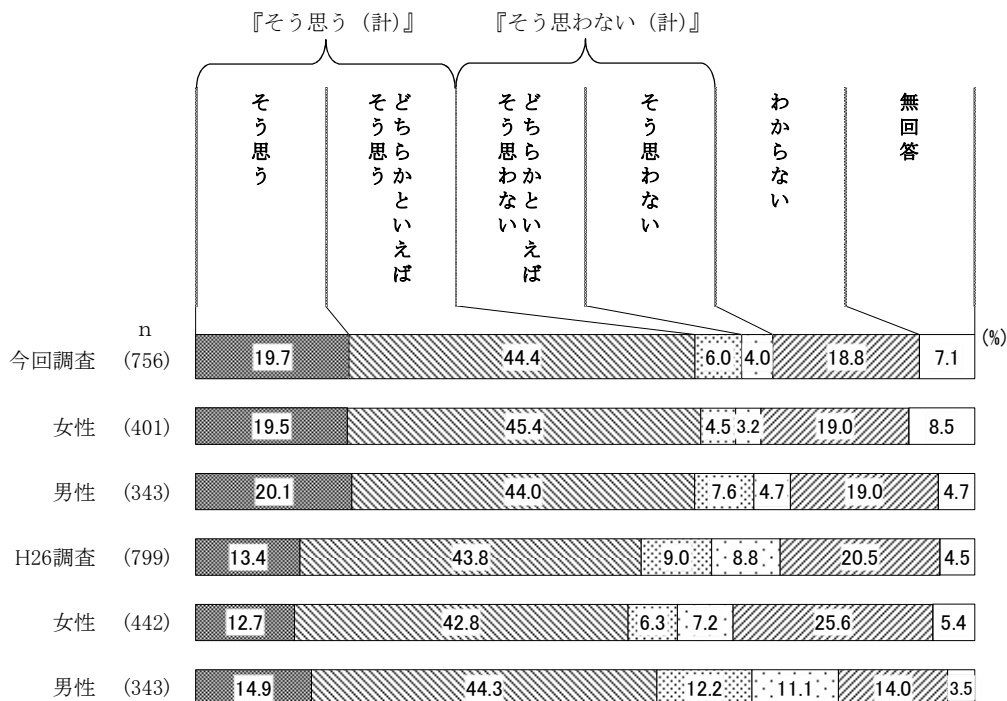 『そう思う（計）』
『そう思わない（計）』
そう思う
どちらかといえば
そう思う
どちらかといえば
そう思わない
そう思わない
わからない
無回答
n
(%)
今回調査 (756) 19.7 44.4 6.0 4.0 18.8 7.1
女性 (401) 19.5 45.4 4.5 3.2 19.0 8.5
男性 (343) 20.1 44.0 7.6 4.7 19.0 4.7
H26調査 (799) 13.4 43.8 9.0 8.8 20.5 4.5
女性 (442) 12.7 42.8 6.3 7.2 25.6 5.4
男性 (343) 14.9 44.3 12.2 11.1 14.0 3.5